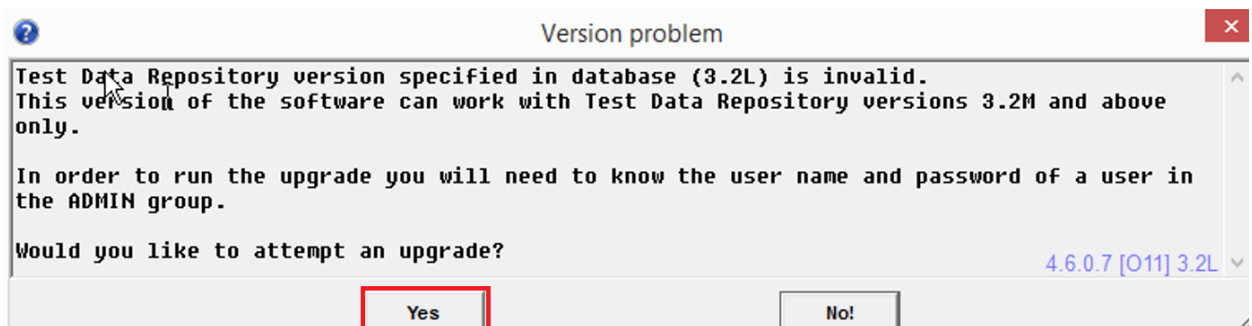 Version problem
Test Data Repository version specified in database (3.2L) is invalid.
This version of the software can work with Test Data Repository versions 3.2M and above
only.
In order to run the upgrade you will need to know the user name and password of a user in
the ADMIN group.
Would you like to attempt an upgrade?
4.6.0.7 [O11] 3.2L
Yes No!